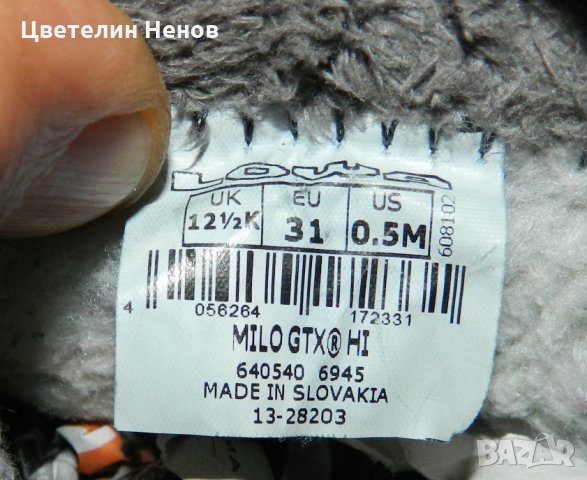 Цветелин Ненов
LOWA
UK EU US
12½K 31 0.5M
608102
4 056264 172331
MILO GTX® HI
640540 6945
MADE IN SLOVAKIA
13-28203
BAZAR